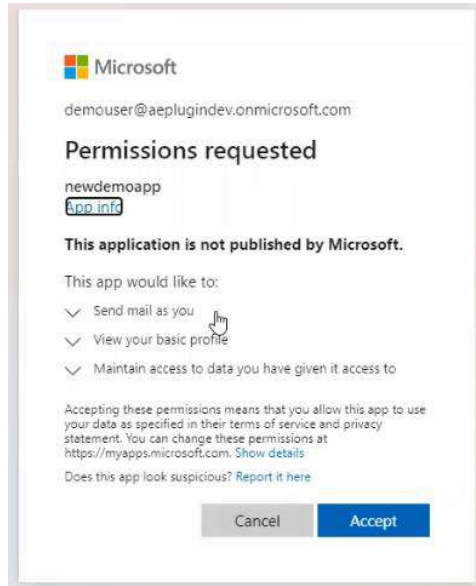 Microsoft
demouser@aeplugindev.onmicrosoft.com
Permissions requested
newdemoapp
App info
This application is not published by Microsoft.
This app would like to:
Send mail as you
View your basic profile
Maintain access to data you have given it access to
Accepting these permissions means that you allow this app to use
your data as specified in their terms of service and privacy
statement. You can change these permissions at
https://myapps.microsoft.com. Show details
Does this app look suspicious? Report it here
Cancel Accept